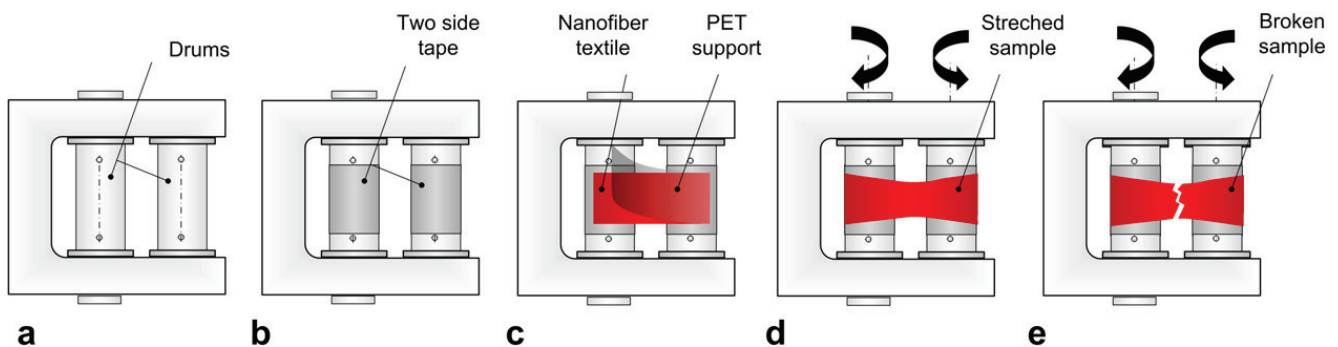 Drums
Two side
tape
Nanofiber
textile
PET
support
Streched
sample
Broken
sample
a
b
c
d
e